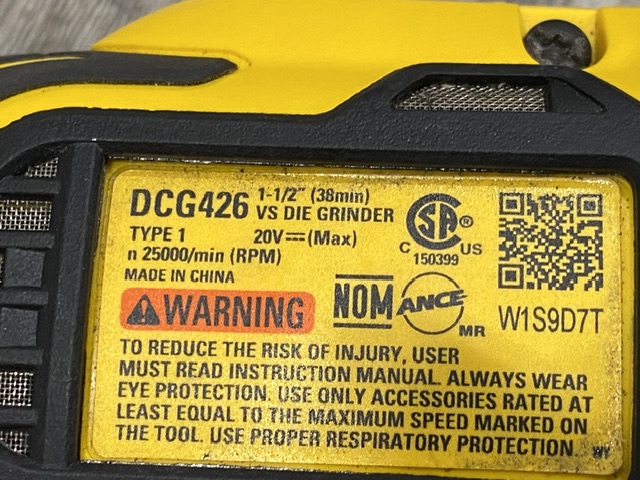 DCG426 1-1/2" (38mm)
VS DIE GRINDER
TYPE 1 20V⎓(Max)
n 25000/min (RPM)
MADE IN CHINA
CSA®
C US
150399
WARNING
NOM ANCE MR
W1S9D7T
TO REDUCE THE RISK OF INJURY, USER
MUST READ INSTRUCTION MANUAL. ALWAYS WEAR
EYE PROTECTION. USE ONLY ACCESSORIES RATED AT
LEAST EQUAL TO THE MAXIMUM SPEED MARKED ON
THE TOOL. USE PROPER RESPIRATORY PROTECTION.